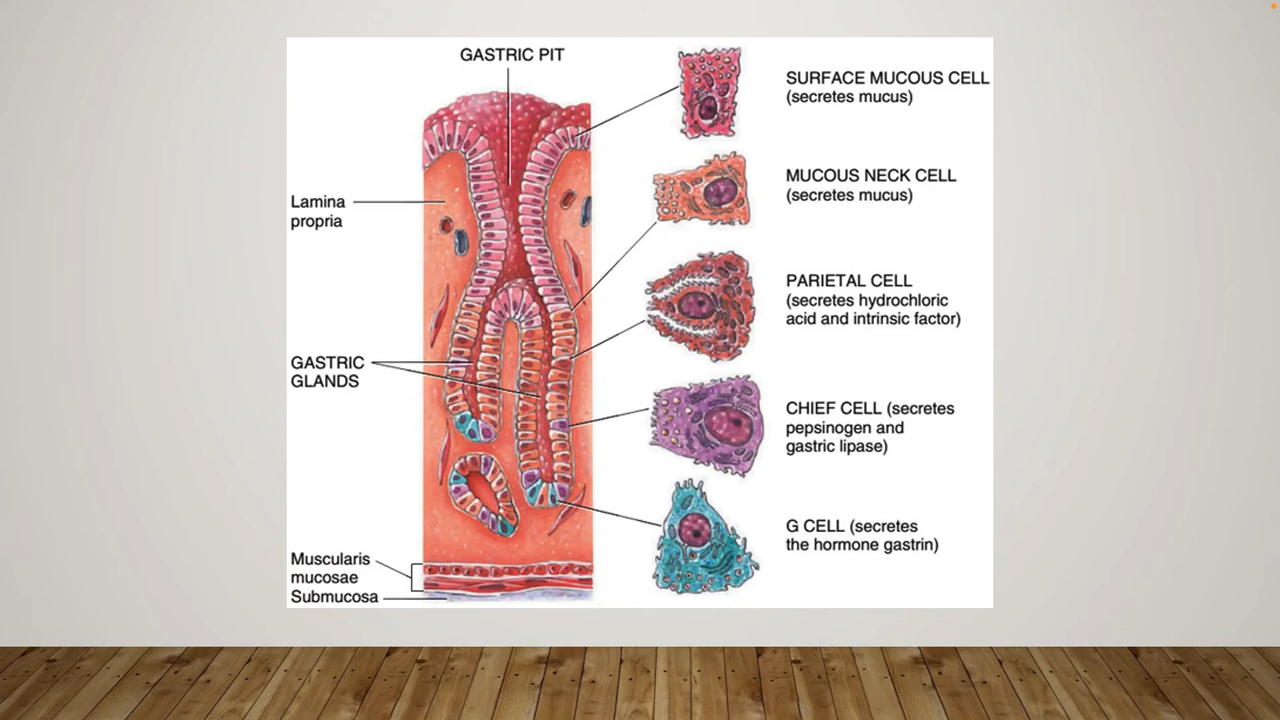 GASTRIC PIT
SURFACE MUCOUS CELL
(secretes mucus)
MUCOUS NECK CELL
(secretes mucus)
Lamina
propria
PARIETAL CELL
(secretes hydrochloric
acid and intrinsic factor)
GASTRIC
GLANDS
CHIEF CELL (secretes
pepsinogen and
gastric lipase)
G CELL (secretes
the hormone gastrin)
Muscularis
mucosae
Submucosa